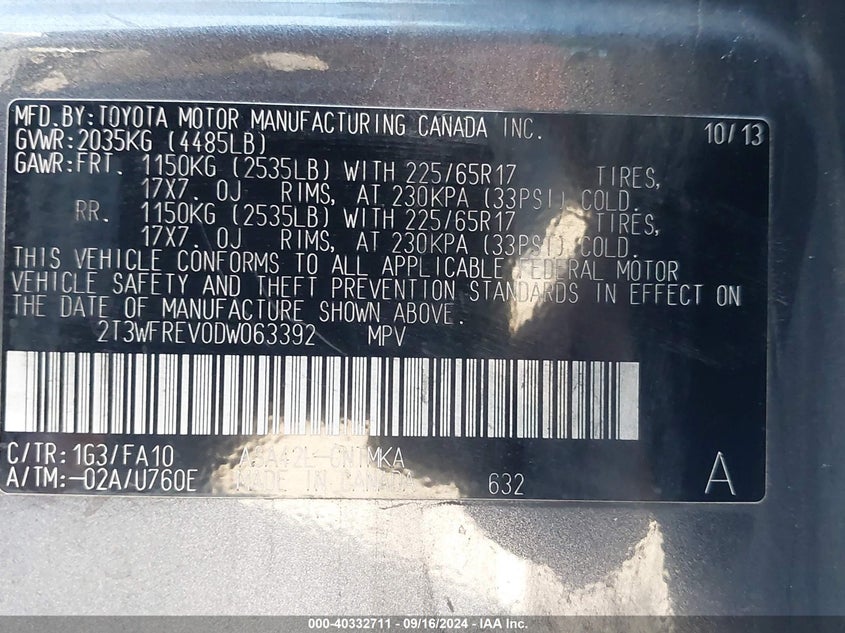 MFD.BY:TOYOTA MOTOR MANUFACTURING CANADA INC. 10/13
GVWR:2035KG (4485LB)
GAWR:FRT. 1150KG (2535LB) WITH 225/65R17 TIRES,
17X7.0J RIMS, AT 230KPA (33PSI) COLD.
RR. 1150KG (2535LB) WITH 225/65R17 TIRES,
17X7.0J RIMS, AT 230KPA (33PSI) COLD.
THIS VEHICLE CONFORMS TO ALL APPLICABLE FEDERAL MOTOR
VEHICLE SAFETY AND THEFT PREVENTION STANDARDS IN EFFECT ON
THE DATE OF MANUFACTURE SHOWN ABOVE.
2T3WFREV0DW063392 MPV
C/TR:1G3/FA10
A/TM:-02A/U760E MADE IN CANADA 632 A
000-40332711 - 09/16/2024 - IAA Inc.